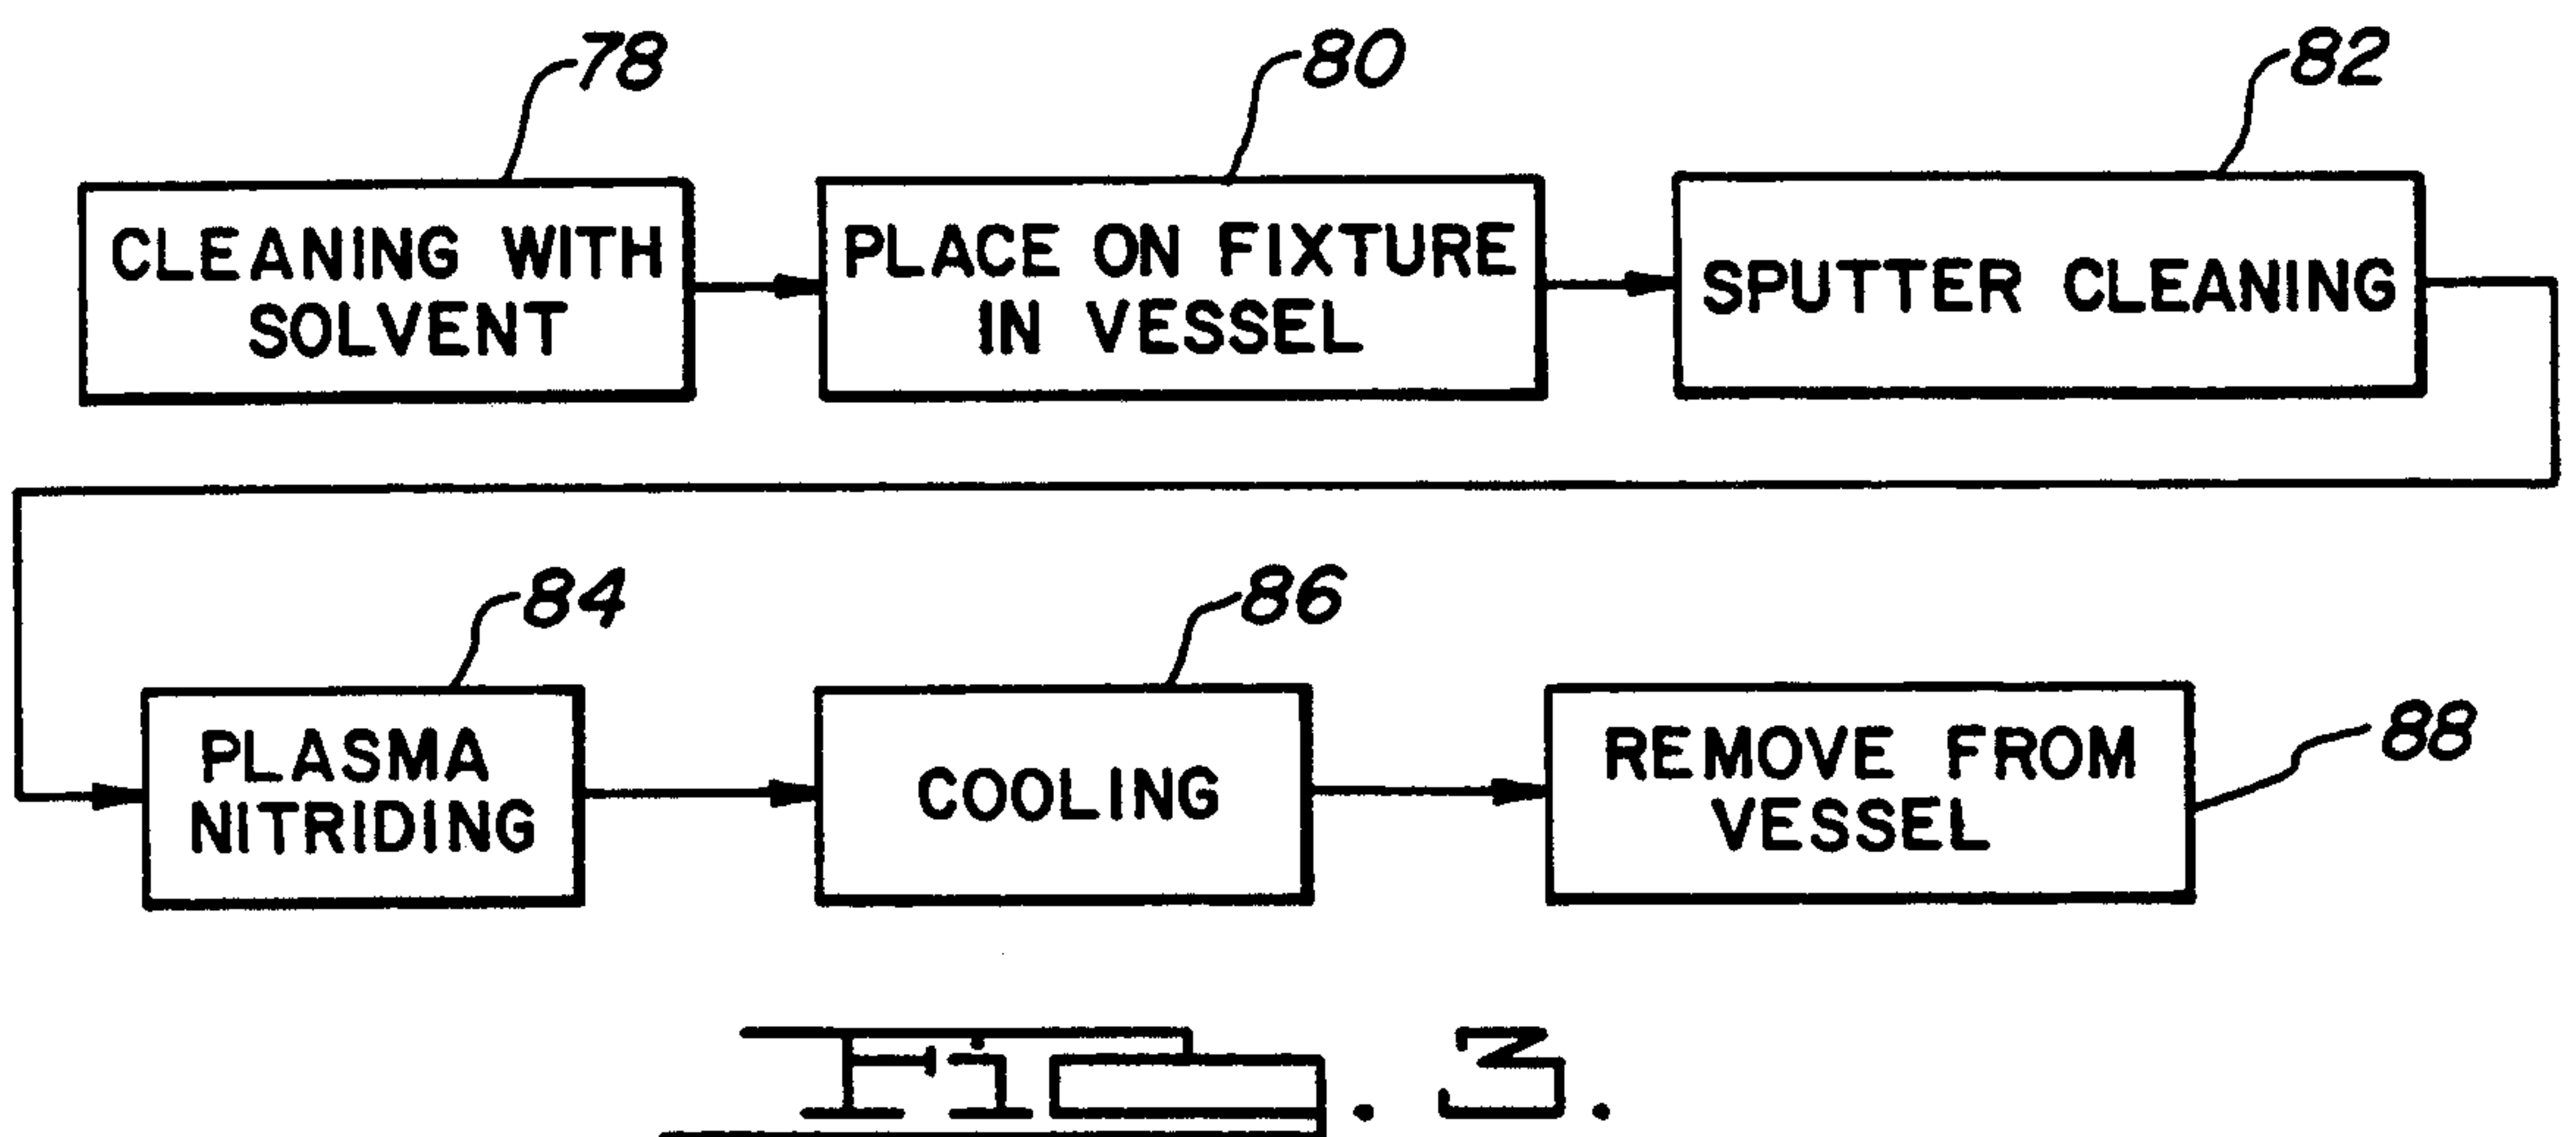 78
80
82
CLEANING WITH
SOLVENT
PLACE ON FIXTURE
IN VESSEL
SPUTTER CLEANING
84
86
88
PLASMA
NITRIDING
COOLING
REMOVE FROM
VESSEL
Fig. 3.